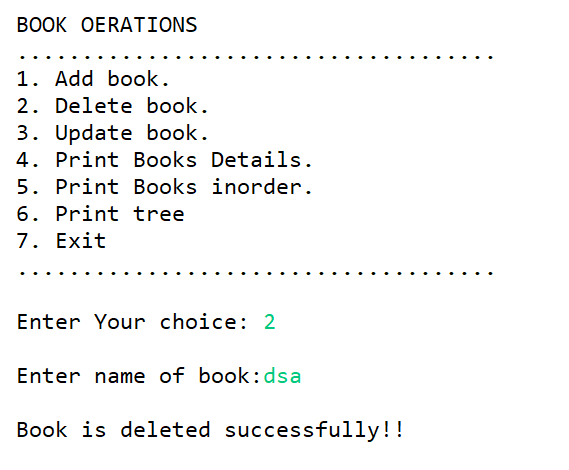 BOOK OERATIONS
.....................................
1. Add book.
2. Delete book.
3. Update book.
4. Print Books Details.
5. Print Books inorder.
6. Print tree
7. Exit
.....................................
Enter Your choice: 2
Enter name of book:dsa
Book is deleted successfully!!